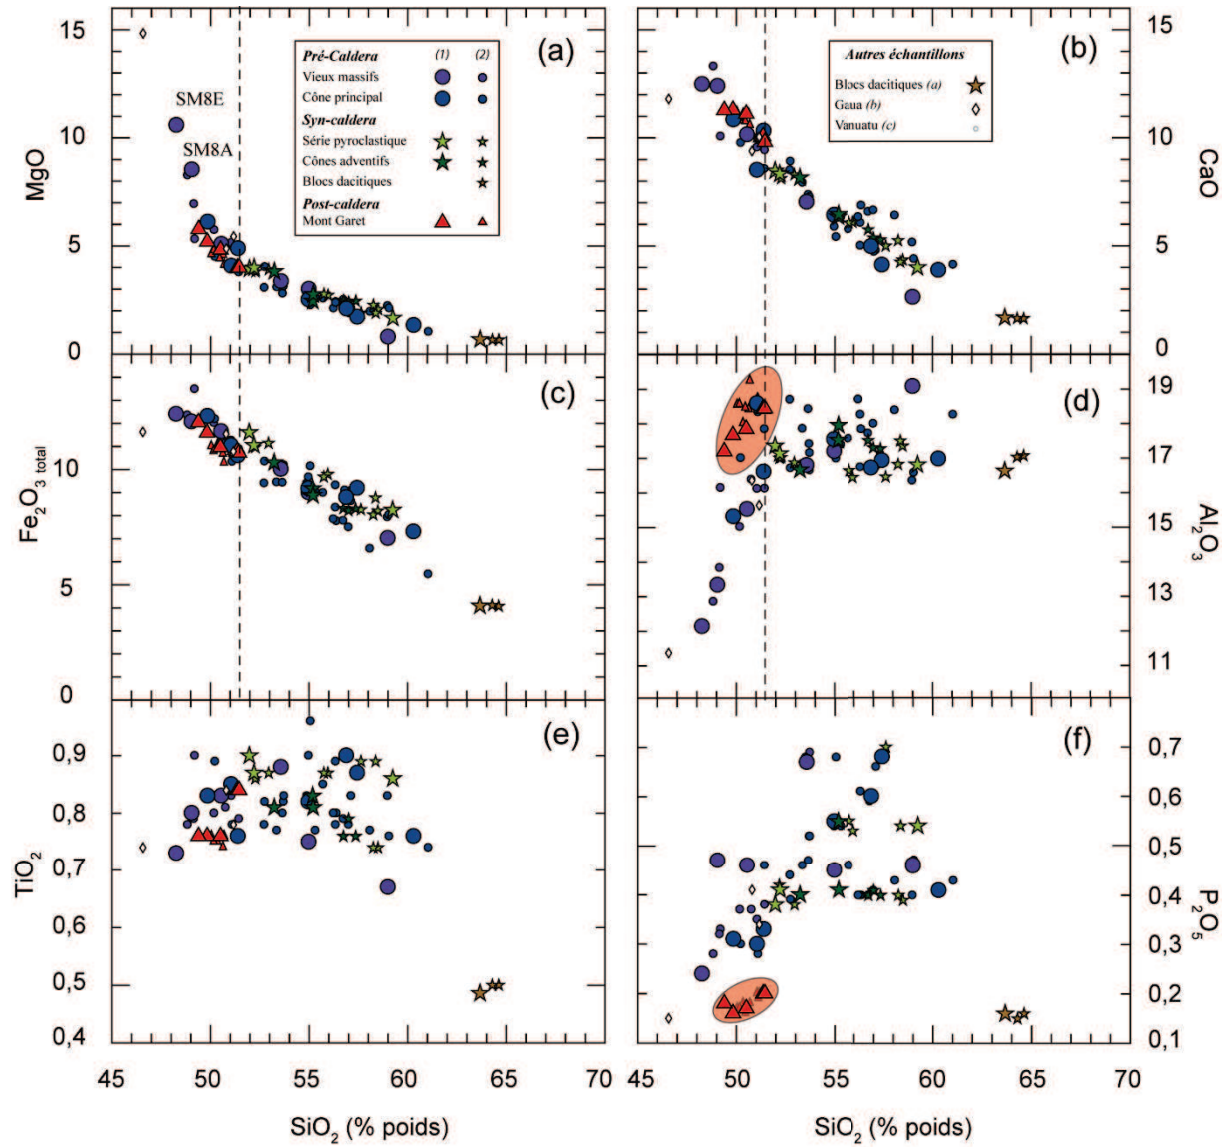 15
10
5
0
MgO
(a)
SM8E
SM8A
Pré-Caldera (1) (2)
Vieux massifs
Cône principal
Syn-caldera
Série pyroclastique
Cônes adventifs
Blocs dacitiques
Post-caldera
Mont Garet
(b)
Autres échantillons
Blocs dacitiques (a)
Gaua (b)
Vanuatu (c)
15
10
5
0
CaO
10
5
0
Fe2O3 total
(c)
(d)
19
17
15
13
11
Al2O3
0,9
0,8
0,7
0,6
0,5
0,4
TiO2
(e)
(f)
0,7
0,6
0,5
0,4
0,3
0,2
0,1
P2O5
45 50 55 60 70
SiO2 (% poids)
45 50 55 60 65 70
SiO2 (% poids)